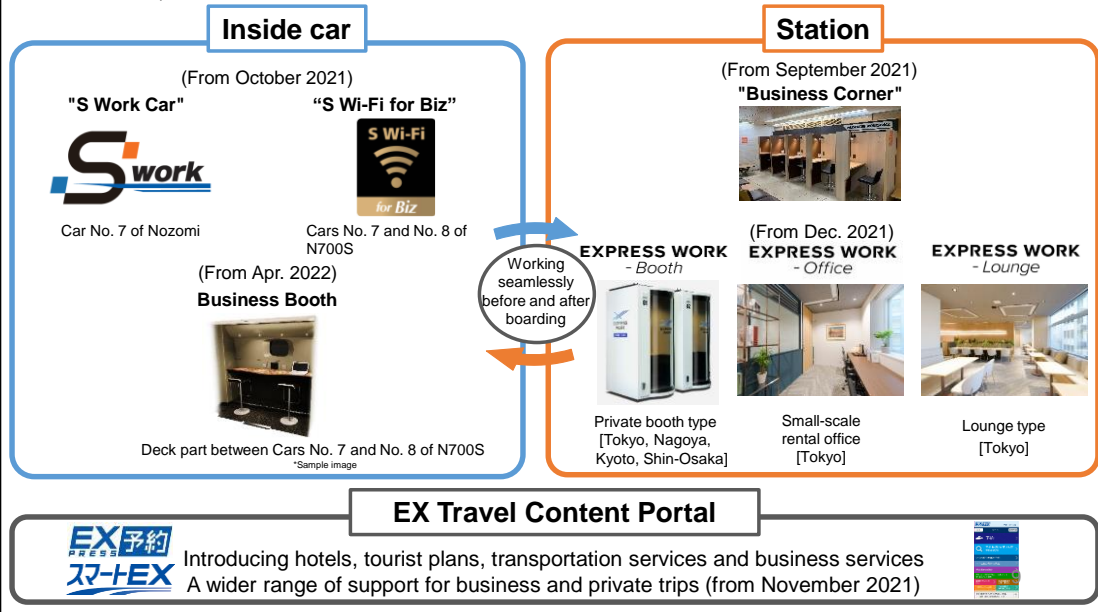 Inside car
(From October 2021)
"S Work Car"
“S Wi-Fi for Biz”
S work
S Wi-Fi
for Biz
Car No. 7 of Nozomi
Cars No. 7 and No. 8 of
N700S
(From Apr. 2022)
Business Booth
Deck part between Cars No. 7 and No. 8 of N700S
*Sample image
Working
seamlessly
before and after
boarding
Station
(From September 2021)
"Business Corner"
(From Dec. 2021)
EXPRESS WORK
- Booth
EXPRESS WORK
- Office
EXPRESS WORK
- Lounge
Private booth type
[Tokyo, Nagoya,
Kyoto, Shin-Osaka]
Small-scale
rental office
[Tokyo]
Lounge type
[Tokyo]
EX Travel Content Portal
EX予約
PRESS
スマートEX
Introducing hotels, tourist plans, transportation services and business services
A wider range of support for business and private trips (from November 2021)